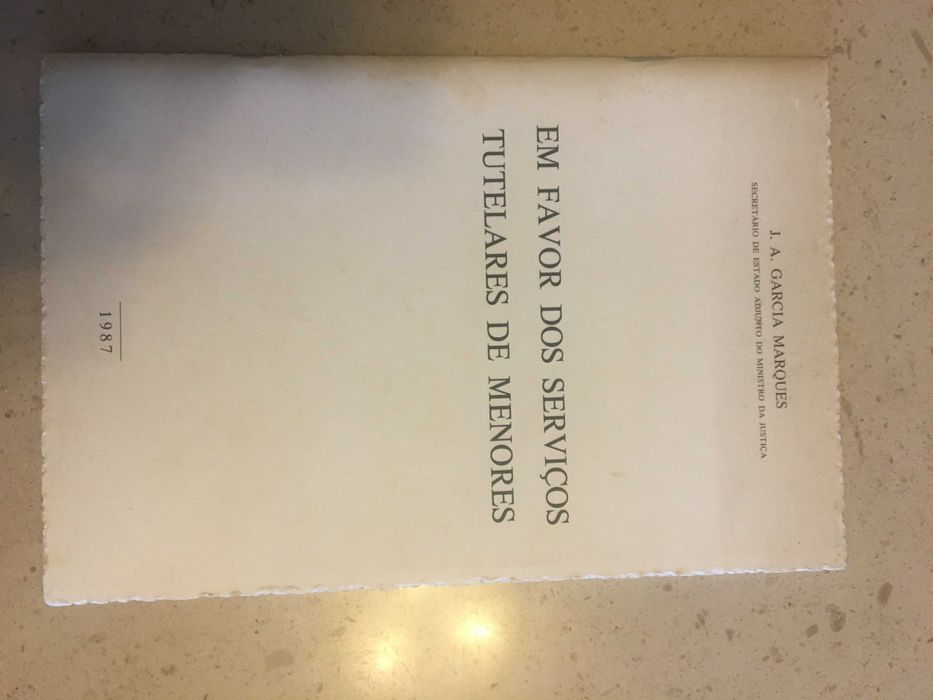 J. A. GARCIA MARQUES
SECRETÁRIO DE ESTADO ADJUNTO DO MINISTRO DA JUSTIÇA
EM FAVOR DOS SERVIÇOS
TUTELARES DE MENORES
1987